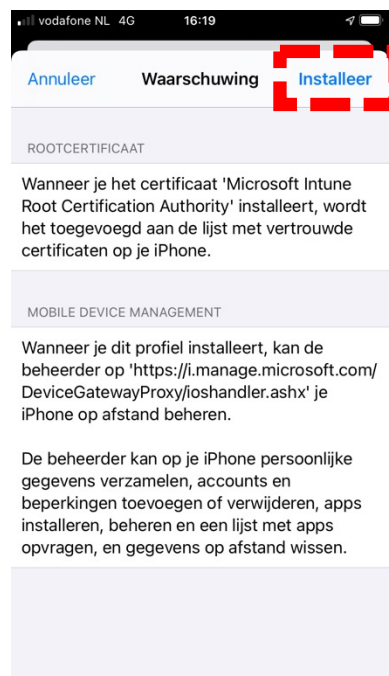 vodafone NL 4G 16:19
Annuleer Waarschuwing Installeer
ROOTCERTIFICAAT
Wanneer je het certificaat 'Microsoft Intune
Root Certification Authority' installeert, wordt
het toegevoegd aan de lijst met vertrouwde
certificaten op je iPhone.
MOBILE DEVICE MANAGEMENT
Wanneer je dit profiel installeert, kan de
beheerder op 'https://i.manage.microsoft.com/
DeviceGatewayProxy/ioshandler.ashx' je
iPhone op afstand beheren.
De beheerder kan op je iPhone persoonlijke
gegevens verzamelen, accounts en
beperkingen toevoegen of verwijderen, apps
installeren, beheren en een lijst met apps
opvragen, en gegevens op afstand wissen.